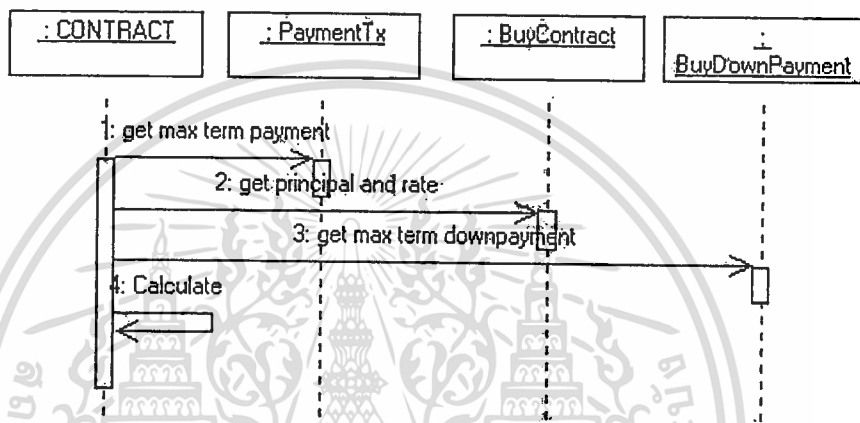 : CONTRACT
: PaymentTx
: BuyContract
:
BuyDownPayment
1: get max term payment
2: get principal and rate
3: get max term downpayment
4: Calculate